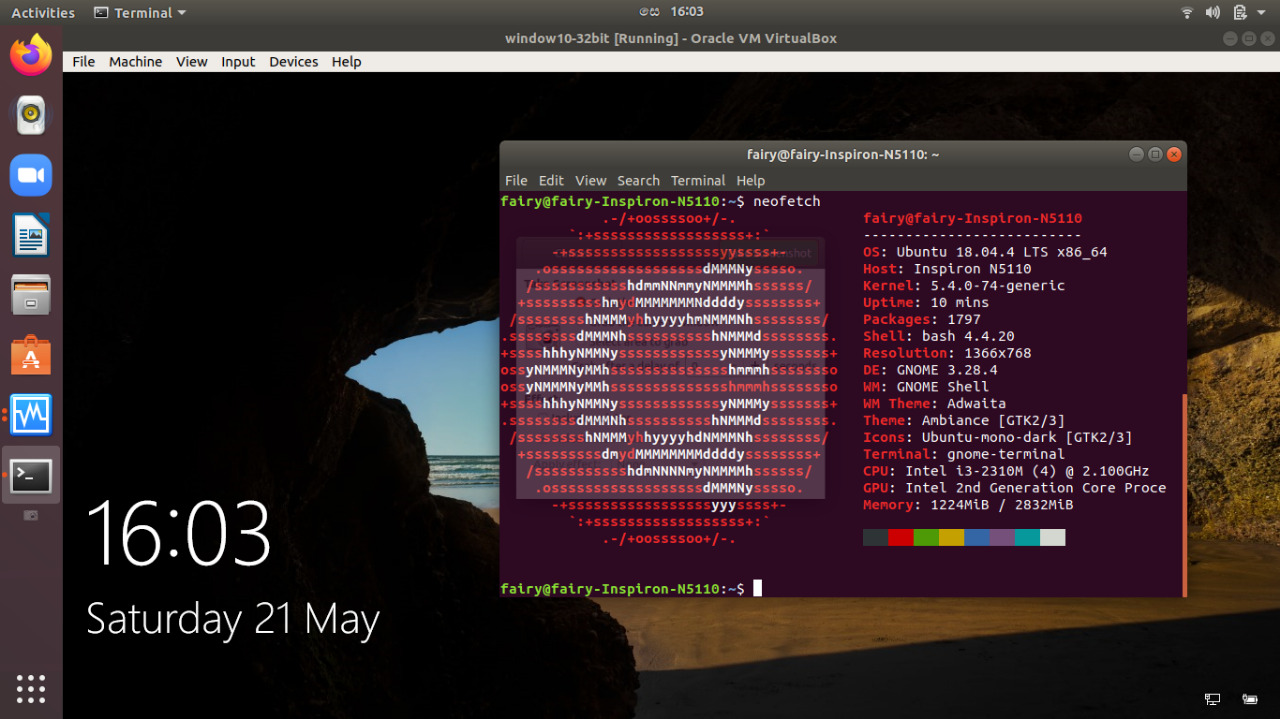 Activities Terminal සෙ 16:03
window10-32bit [Running] - Oracle VM VirtualBox
File Machine View Input Devices Help
fairy@fairy-Inspiron-N5110: ~
File Edit View Search Terminal Help
fairy@fairy-Inspiron-N5110:~$ neofetch
.-/+oossssoo+/-. fairy@fairy-Inspiron-N5110
`:+ssssssssssssssssss+:` --------------------------
-+ssssssssssssssssssyyssss+- OS: Ubuntu 18.04.4 LTS x86_64
.ossssssssssssssssssdMMMNysssso. Host: Inspiron N5110
/ssssssssssshdmmNNmmyNMMMMhssssss/ Kernel: 5.4.0-74-generic
+ssssssssshmydMMMMMMMNddddyssssssss+ Uptime: 10 mins
/sssssssshNMMMyhhyyyyhmNMMMNhssssssss/ Packages: 1797
.ssssssssdMMMNhsssssssssshNMMMdssssssss. Shell: bash 4.4.20
+sssshhhyNMMNyssssssssssssyNMMMysssssss+ Resolution: 1366x768
ossyNMMMNyMMhsssssssssssssshmmmhssssssso DE: GNOME 3.28.4
ossyNMMMNyMMhsssssssssssssshmmmhssssssso WM: GNOME Shell
+sssshhhyNMMNyssssssssssssyNMMMysssssss+ WM Theme: Adwaita
.ssssssssdMMMNhsssssssssshNMMMdssssssss. Theme: Ambiance [GTK2/3]
/sssssssshNMMMyhhyyyyhdNMMMNhssssssss/ Icons: Ubuntu-mono-dark [GTK2/3]
+sssssssssdmydMMMMMMMMddddyssssssss+ Terminal: gnome-terminal
/ssssssssssshdmNNNNmyNMMMMhssssss/ CPU: Intel i3-2310M (4) @ 2.100GHz
.ossssssssssssssssssdMMMNysssso. GPU: Intel 2nd Generation Core Proce
-+sssssssssssssssssyyyssss+- Memory: 1224MiB / 2832MiB
`:+ssssssssssssssssss+:`
.-/+oossssoo+/-.
fairy@fairy-Inspiron-N5110:~$
16:03
Saturday 21 May